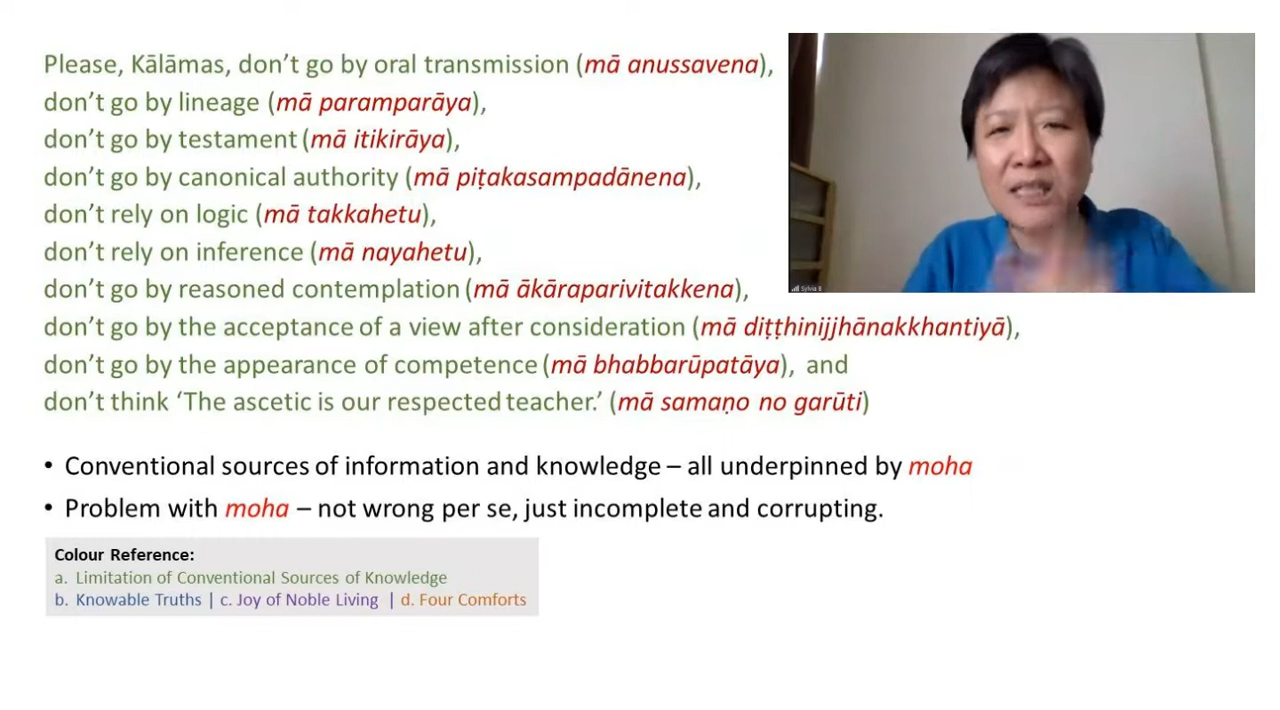 Please, Kālāmas, don’t go by oral transmission (mā anussavena),
don’t go by lineage (mā paramparāya),
don’t go by testament (mā itikirāya),
don’t go by canonical authority (mā piṭakasampadānena),
don’t rely on logic (mā takkahetu),
don’t rely on inference (mā nayahetu),
don’t go by reasoned contemplation (mā ākāraparivitakkena),
don’t go by the acceptance of a view after consideration (mā diṭṭhinijjhānakkhantiyā),
don’t go by the appearance of competence (mā bhabbarūpatāya), and
don’t think ‘The ascetic is our respected teacher.’ (mā samaṇo no garūti)
• Conventional sources of information and knowledge – all underpinned by moha
• Problem with moha – not wrong per se, just incomplete and corrupting.
Colour Reference:
a. Limitation of Conventional Sources of Knowledge
b. Knowable Truths | c. Joy of Noble Living | d. Four Comforts